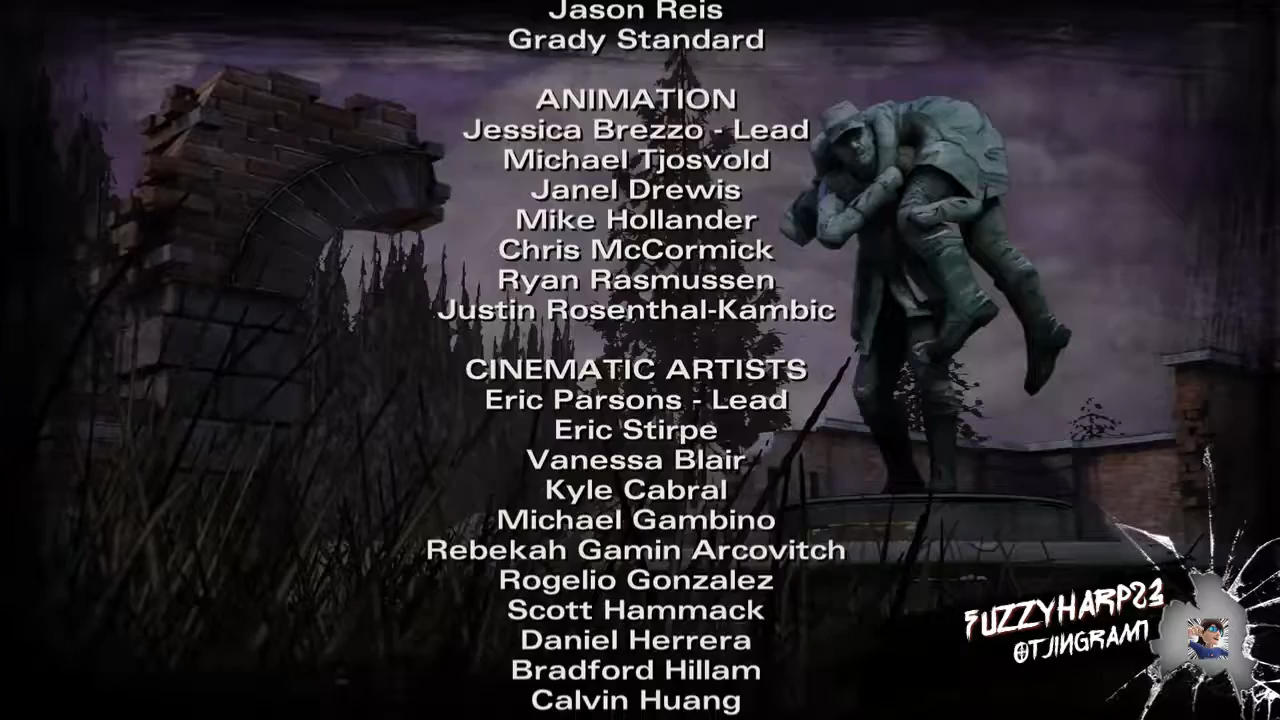 Jason Reis
Grady Standard
ANIMATION
Jessica Brezzo - Lead
Michael Tjosvold
Janel Drewis
Mike Hollander
Chris McCormick
Ryan Rasmussen
Justin Rosenthal-Kambic
CINEMATIC ARTISTS
Eric Parsons - Lead
Eric Stirpe
Vanessa Blair
Kyle Cabral
Michael Gambino
Rebekah Gamin Arcovitch
Rogelio Gonzalez
Scott Hammack
Daniel Herrera
Bradford Hillam
Calvin Huang
FUZZYHARP23
@TJINGRAM1